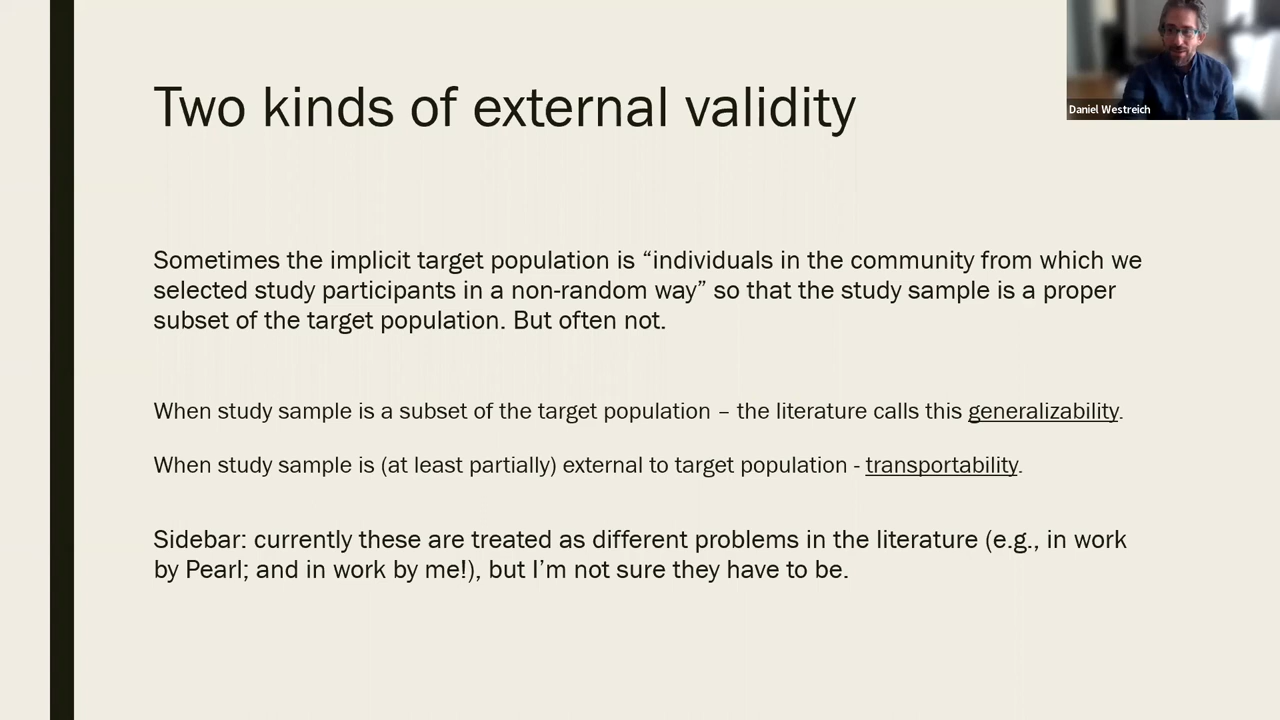 Two kinds of external validity
Daniel Westreich
Sometimes the implicit target population is “individuals in the community from which we
selected study participants in a non-random way” so that the study sample is a proper
subset of the target population. But often not.
When study sample is a subset of the target population – the literature calls this generalizability.
When study sample is (at least partially) external to target population - transportability.
Sidebar: currently these are treated as different problems in the literature (e.g., in work
by Pearl; and in work by me!), but I’m not sure they have to be.